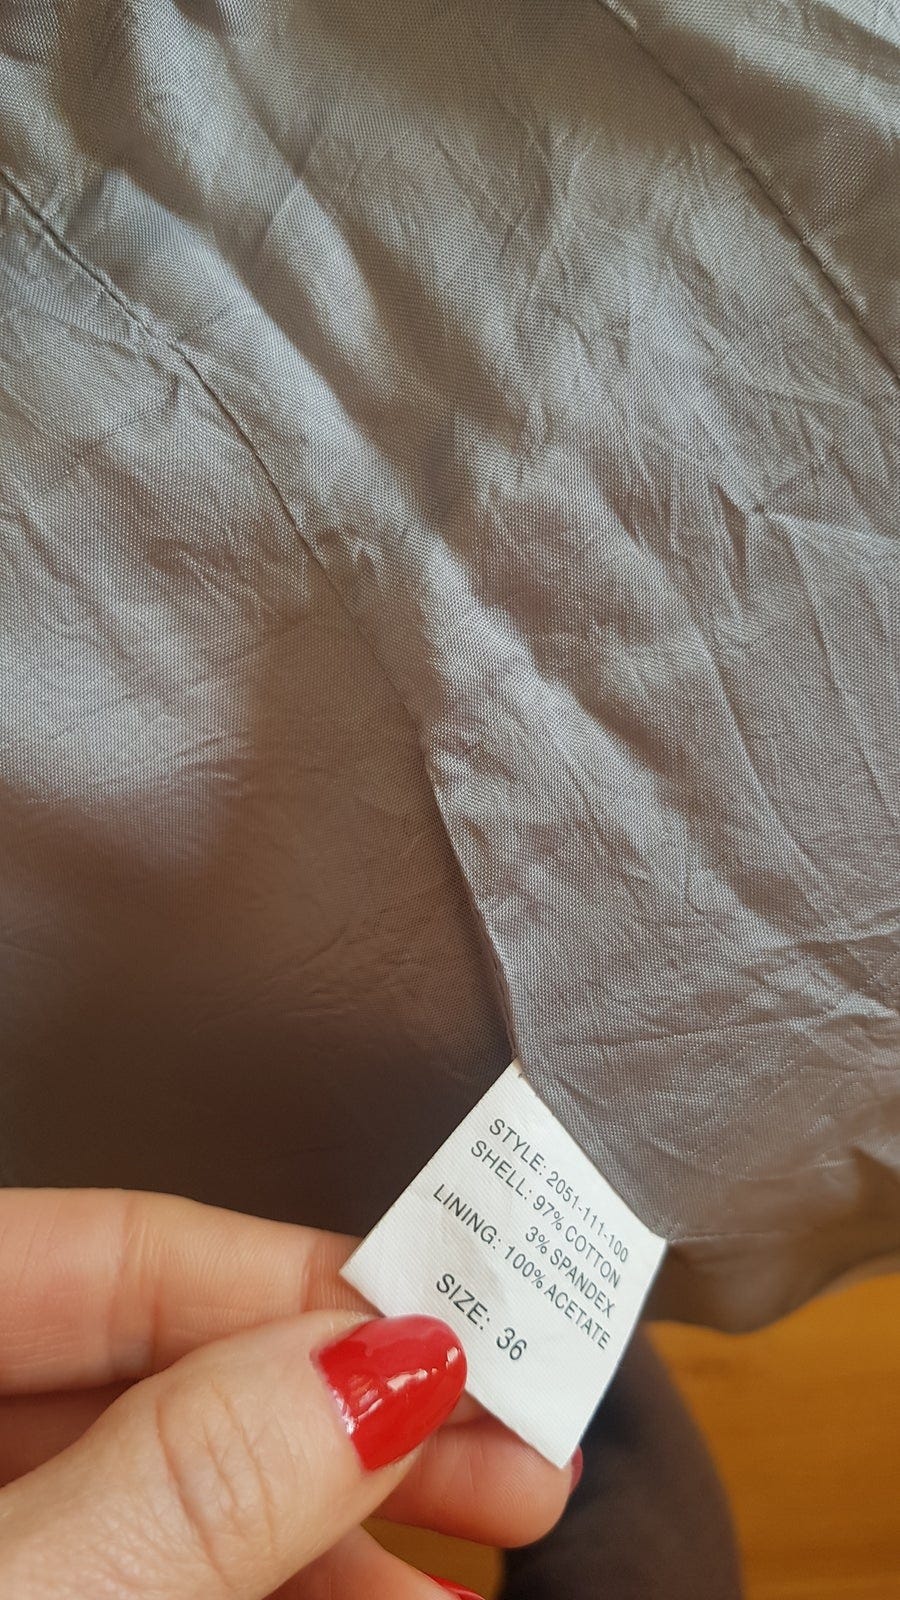 STYLE: 2051-111-100
SHELL: 97% COTTON
3% SPANDEX
LINING: 100% ACETATE
SIZE: 36